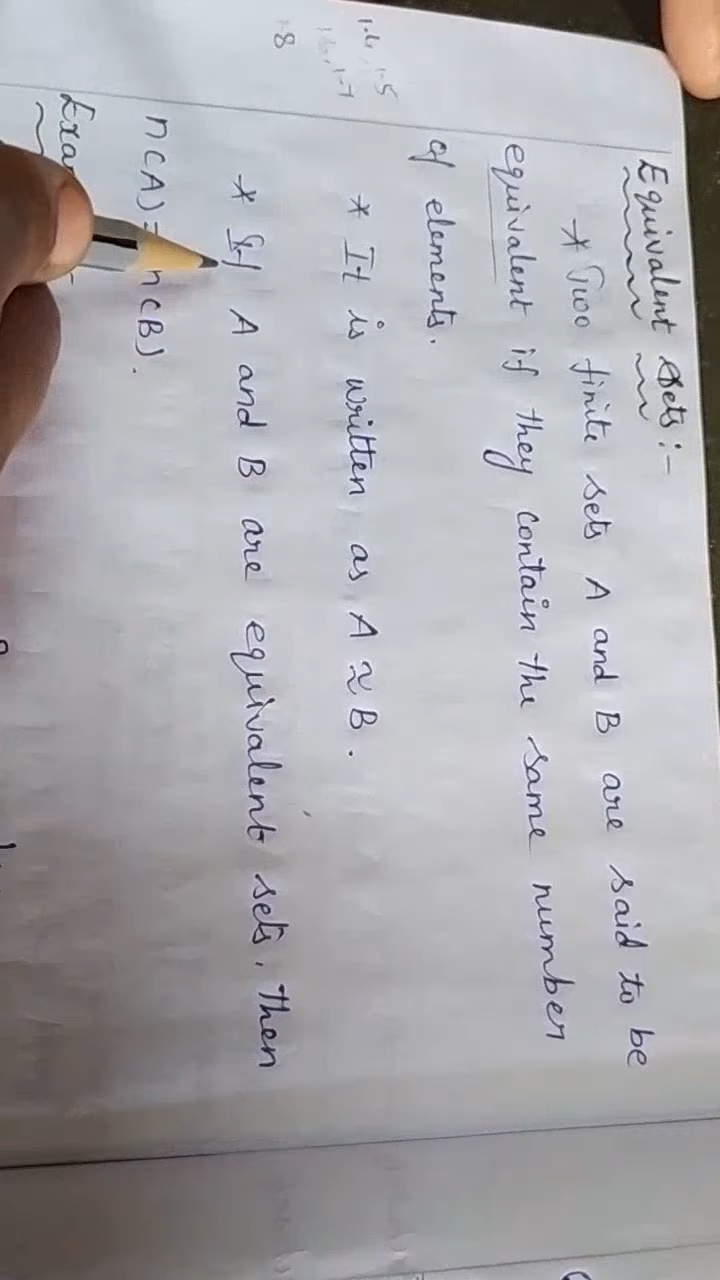 Equivalent Sets:-
* Two finite sets A and B are said to be
equivalent if they contain the same number
of elements.
* It is written as A ≈ B.
* If A and B are equivalent sets, Then
n(A) = n(B).